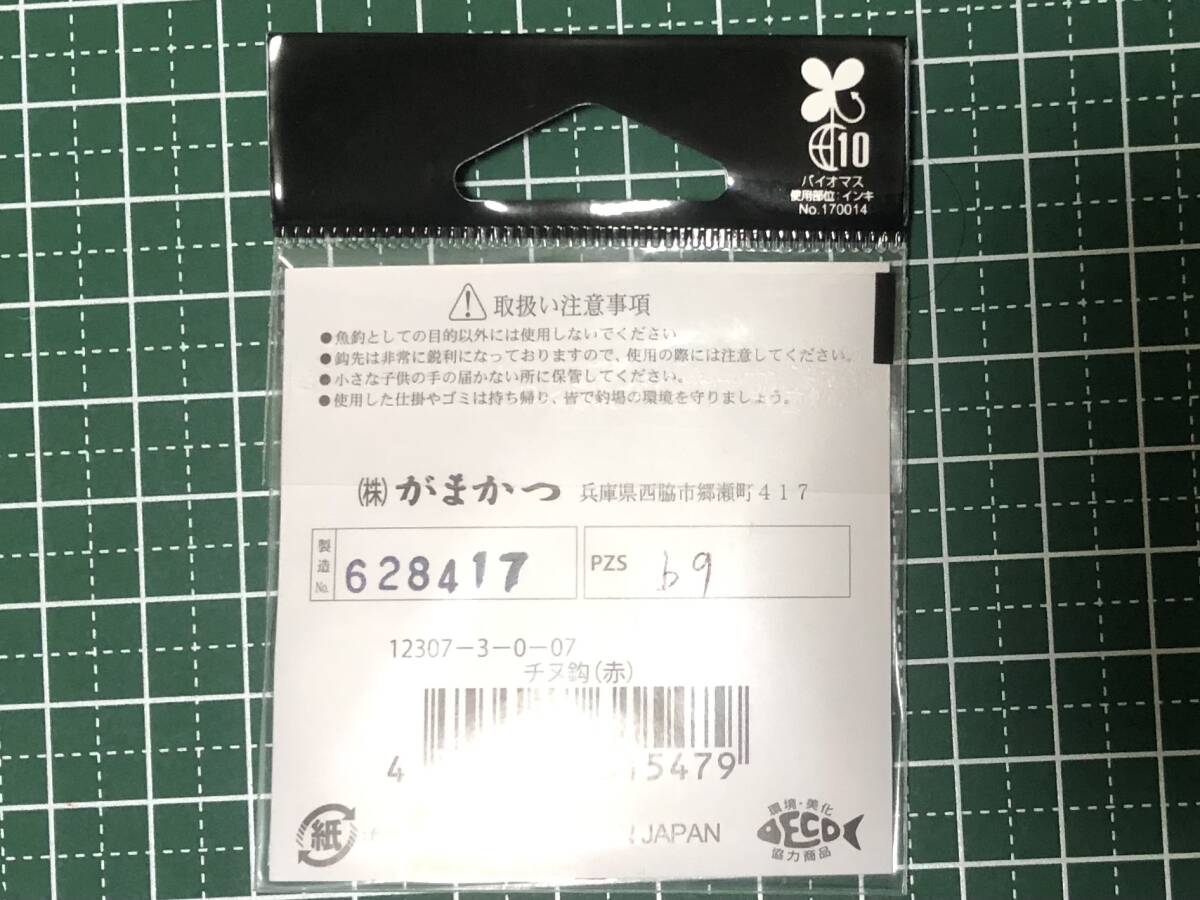 10
バイオマス
使用部位:インキ
No.170014
取扱い注意事項
●魚釣としての目的以外には使用しないでください
●鈎先は非常に鋭利になっておりますので、使用の際には注意してください。
●小さな子供の手の届かない所に保管してください。
●使用した仕掛やゴミは持ち帰り、皆で釣場の環境を守りましょう。
㈱がまかつ 兵庫県西脇市郷瀬町417
製造No. 628417
PZS b9
12307-3-0-07
チヌ鈎(赤)
4 5479
紙
JAPAN
環境・美化
ECO
協力商品